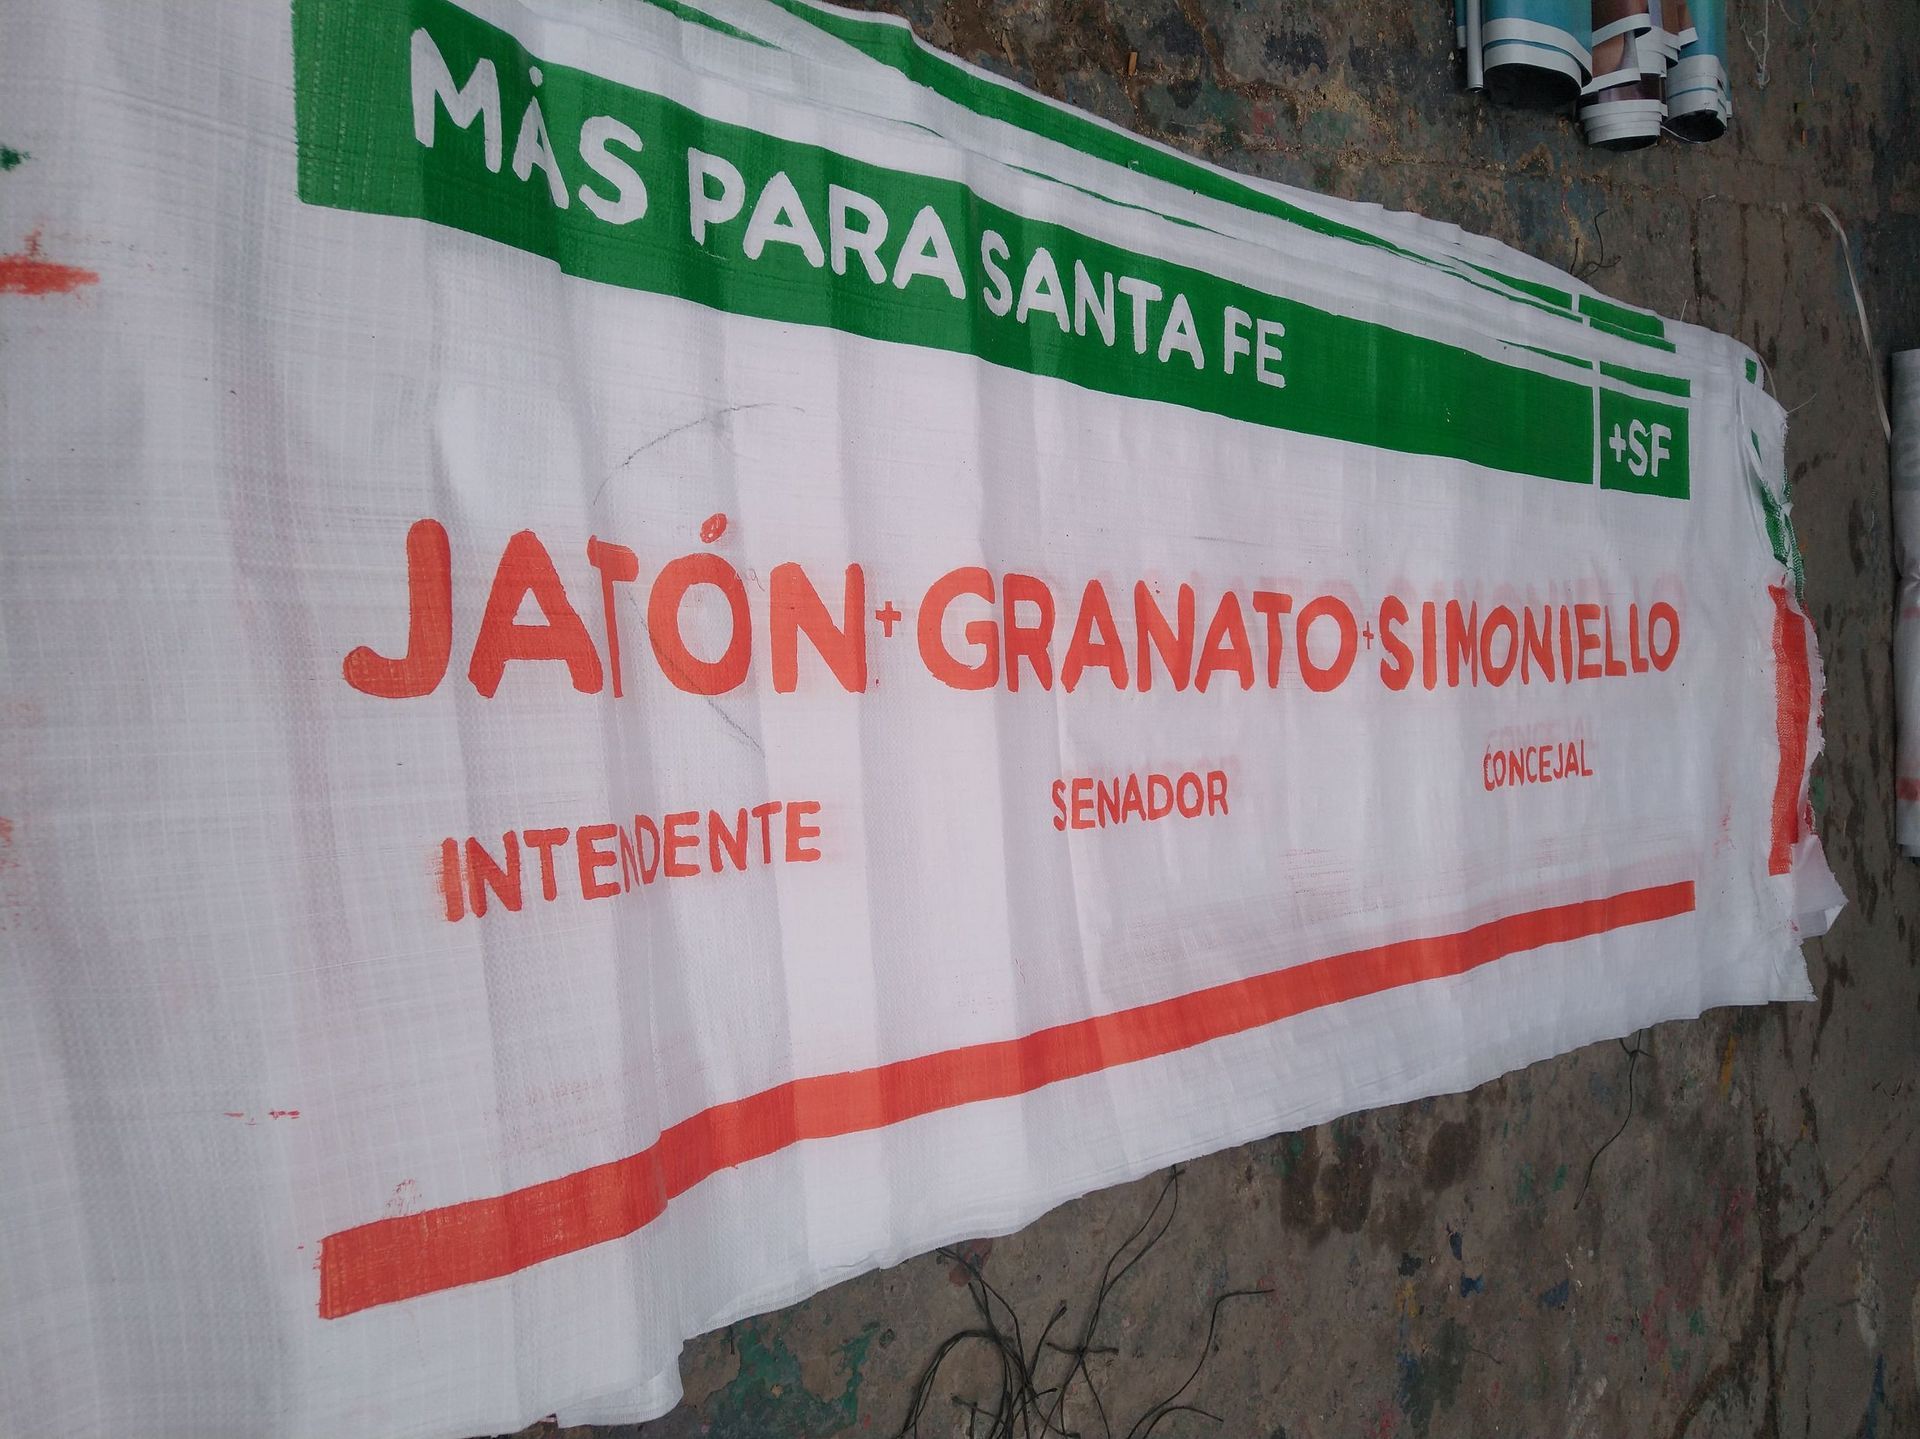 MÁS PARA SANTA FE
+SF
JATÓN+GRANATO+SIMONIELLO
INTENDENTE SENADOR CONCEJAL